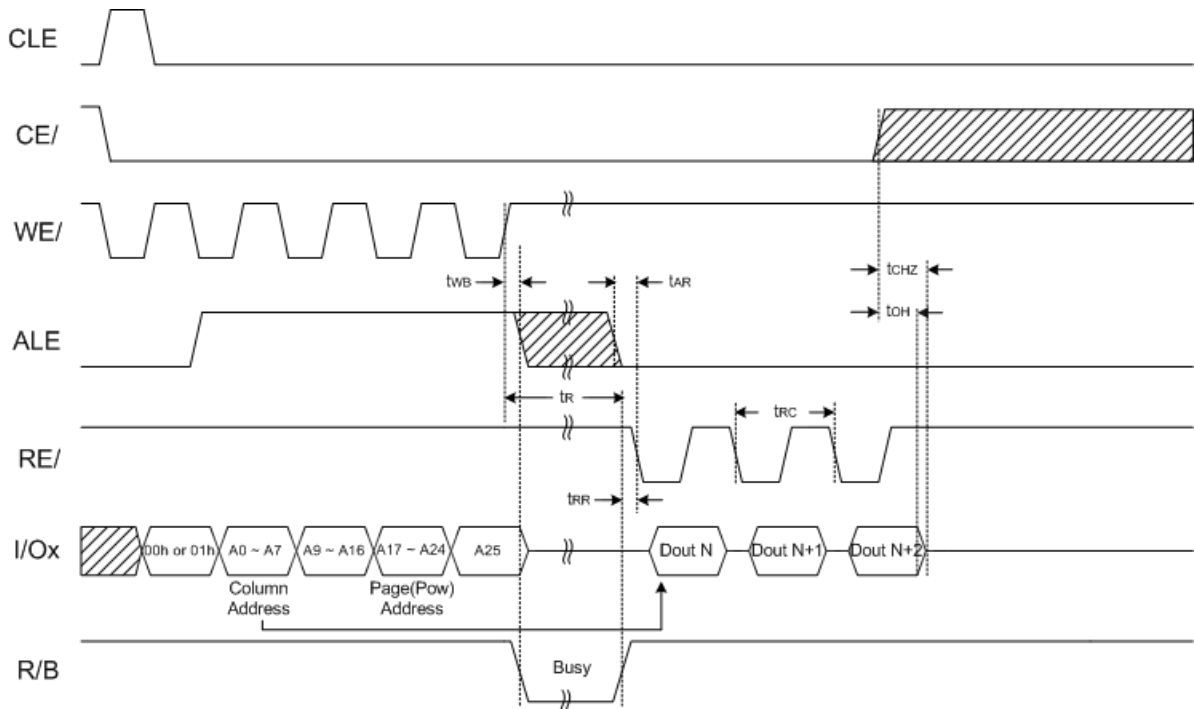 CLE
CE/
WE/
tWB
tAR
tCHZ
tOH
ALE
tR
tRC
RE/
tRR
I/Ox
00h or 01h
A0 ~ A7
A9 ~ A16
A17 ~ A24
A25
Dout N
Dout N+1
Dout N+2
Column
Address
Page(Pow)
Address
R/B
Busy